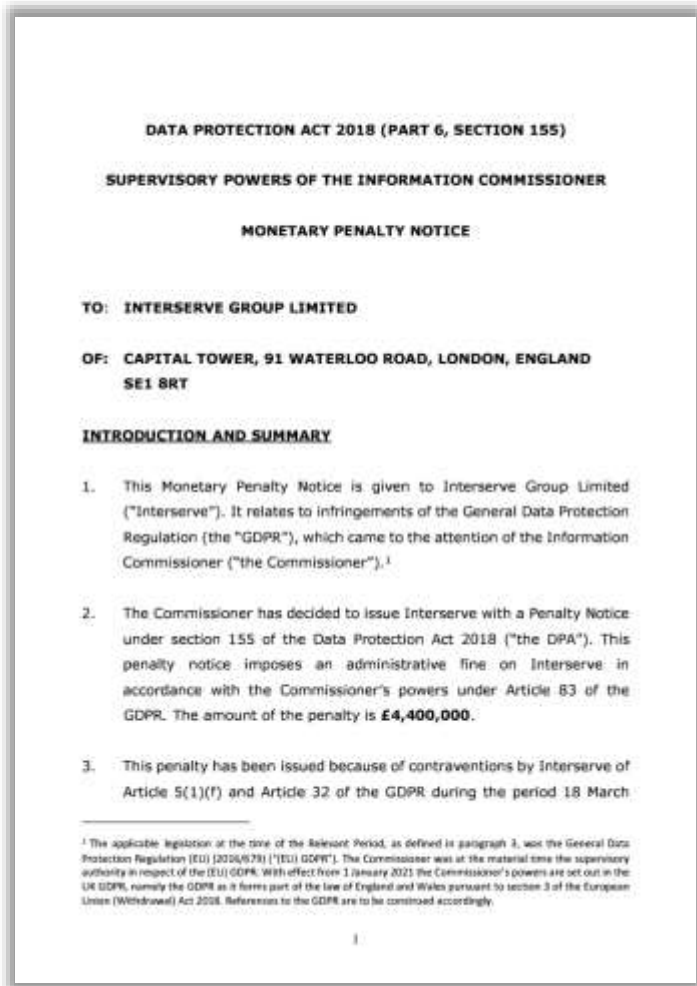 DATA PROTECTION ACT 2018 (PART 6, SECTION 155)
SUPERVISORY POWERS OF THE INFORMATION COMMISSIONER
MONETARY PENALTY NOTICE
TO: INTERSERVE GROUP LIMITED
OF: CAPITAL TOWER, 91 WATERLOO ROAD, LONDON, ENGLAND
SE1 8RT
INTRODUCTION AND SUMMARY
1. This Monetary Penalty Notice is given to Interserve Group Limited
("Interserve"). It relates to infringements of the General Data Protection
Regulation (the "GDPR"), which came to the attention of the Information
Commissioner ("the Commissioner").¹
2. The Commissioner has decided to issue Interserve with a Penalty Notice
under section 155 of the Data Protection Act 2018 ("the DPA"). This
penalty notice imposes an administrative fine on Interserve in
accordance with the Commissioner's powers under Article 83 of the
GDPR. The amount of the penalty is £4,400,000.
3. This penalty has been issued because of contraventions by Interserve of
Article 5(1)(f) and Article 32 of the GDPR during the period 18 March
¹ The applicable legislation at the time of the Relevant Period, as defined in paragraph 3, was the General Data
Protection Regulation (EU) (2016/679) ("(EU) GDPR"). The Commissioner was at the material time the supervisory
authority in respect of the (EU) GDPR. With effect from 1 January 2021 the Commissioner's powers are set out in the
UK GDPR, namely the GDPR as it forms part of the law of England and Wales pursuant to section 3 of the European
Union (Withdrawal) Act 2018. References to the GDPR are to be construed accordingly.
1